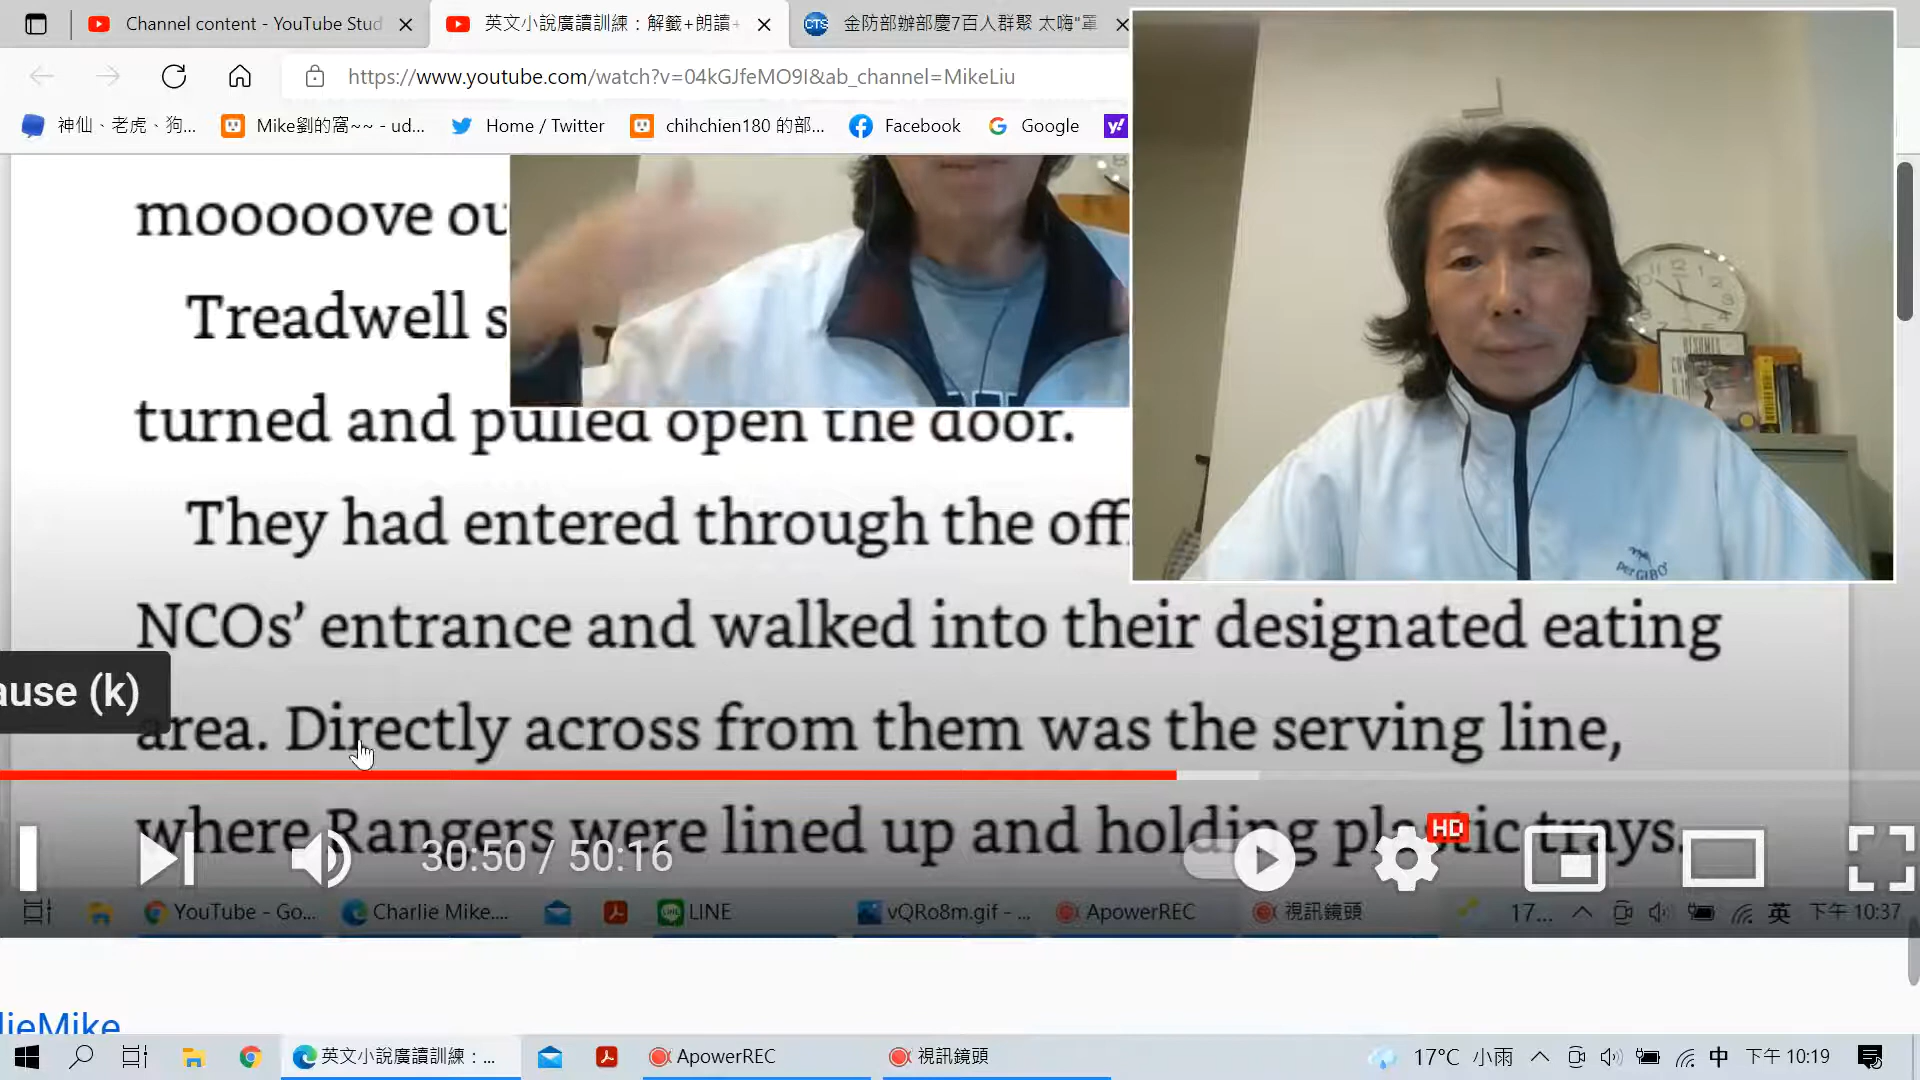 Channel content - YouTube Stud
英文小說廣讀訓練：解籤+朗讀+
CTS
金防部辦部慶7百人群聚 太嗨"罩
https://www.youtube.com/watch?v=04kGJfeMO9I&ab_channel=MikeLiu
神仙、老虎、狗...
Mike劉的窩~~ - ud...
Home / Twitter
chihchien180 的部...
Facebook
Google
y!
mooooove ou
Treadwell s
turned and pulled open the door.
They had entered through the off
NCOs’ entrance and walked into their designated eating
ause (k)
area. Directly across from them was the serving line,
where Rangers were lined up and holding plastic trays.
30:50 / 50:16
HD
YouTube - Go...
Charlie Mike....
LINE
vQRo8m.gif - ...
ApowerREC
視訊鏡頭
17...
英
下午 10:37
lieMike
英文小說廣讀訓練：...
ApowerREC
視訊鏡頭
17°C 小雨
中
下午 10:19